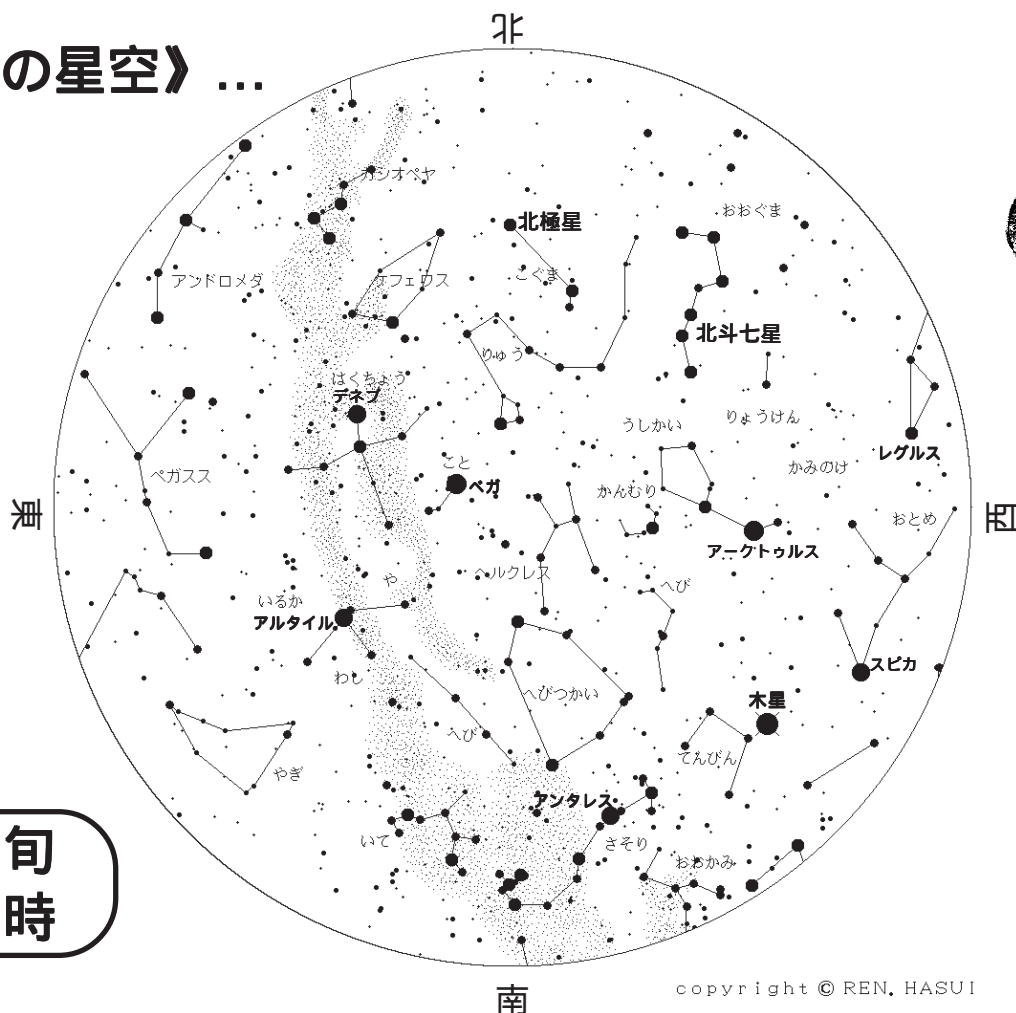 北
の星空》…
カシオペヤ
おおぐま
北極星
こぐま
アンドロメダ
ケフェウス
北斗七星
りゅう
はくちょう
デネブ
りょうけん
うしかい
レグルス
かみのけ
こと
ペガスス
ベガ
かんむり
東
西
おとめ
アークトゥルス
ヘルクレス
や
へび
いるか
アルタイル
スピカ
わし
へびつかい
木星
へび
てんびん
やぎ
アンタレス
いて
さそり
おおかみ
旬
時
南
copyright © REN. HASUI